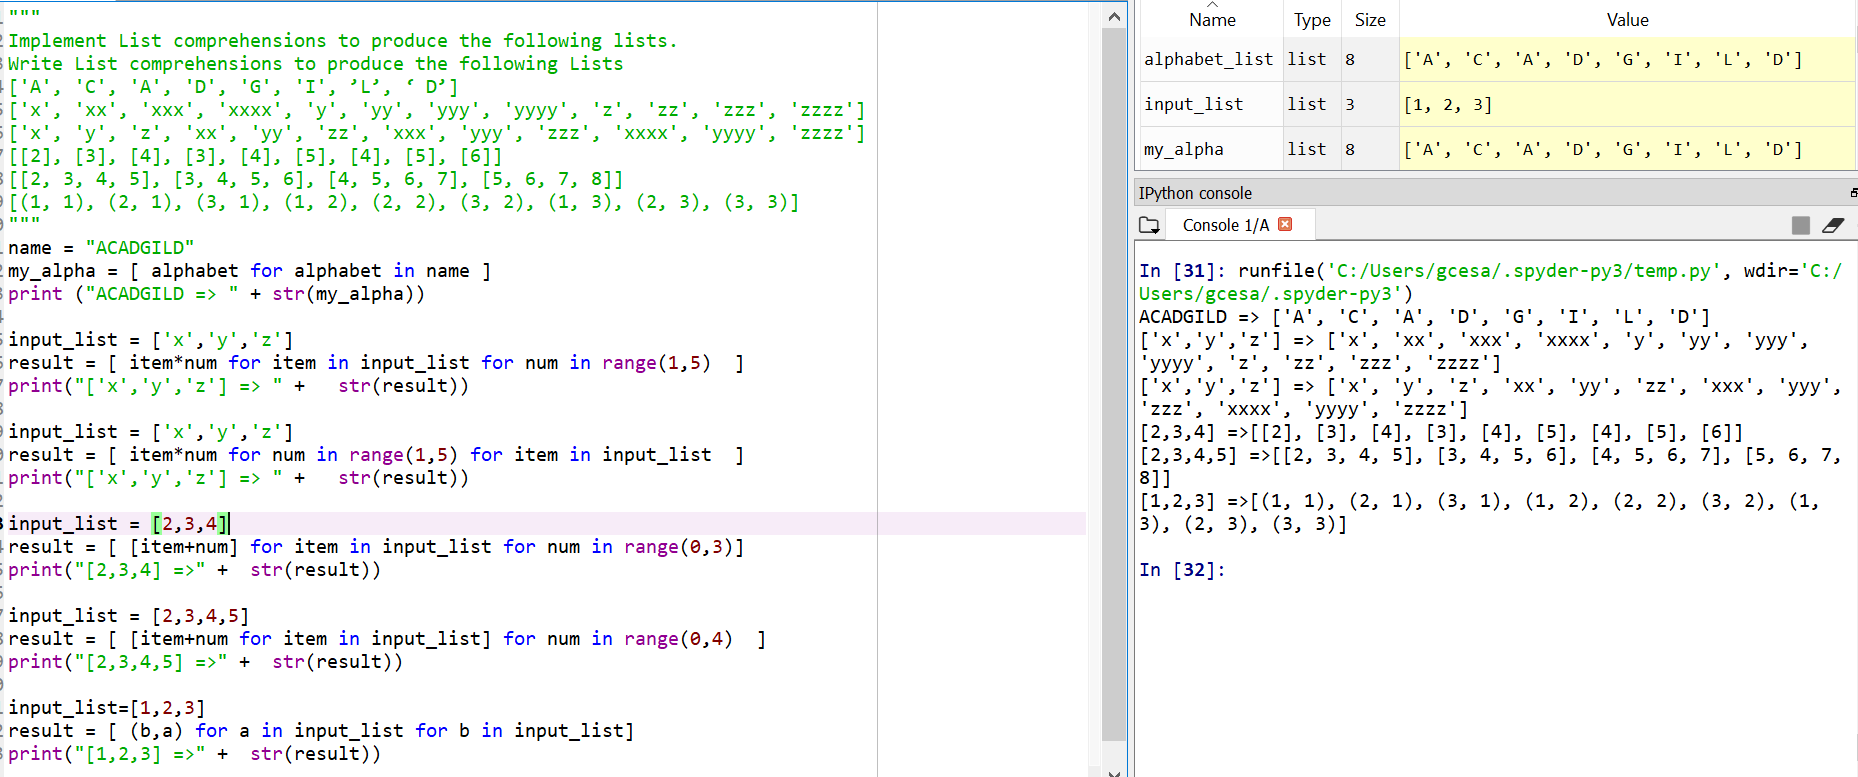 """
Implement List comprehensions to produce the following lists.
Write List comprehensions to produce the following Lists
['A', 'C', 'A', 'D', 'G', 'I', ’L’, ‘ D’]
['x', 'xx', 'xxx', 'xxxx', 'y', 'yy', 'yyy', 'yyyy', 'z', 'zz', 'zzz', 'zzzz']
['x', 'y', 'z', 'xx', 'yy', 'zz', 'xxx', 'yyy', 'zzz', 'xxxx', 'yyyy', 'zzzz']
[[2], [3], [4], [3], [4], [5], [4], [5], [6]]
[[2, 3, 4, 5], [3, 4, 5, 6], [4, 5, 6, 7], [5, 6, 7, 8]]
[(1, 1), (2, 1), (3, 1), (1, 2), (2, 2), (3, 2), (1, 3), (2, 3), (3, 3)]
"""
name = "ACADGILD"
my_alpha = [ alphabet for alphabet in name ]
print ("ACADGILD => " + str(my_alpha))
input_list = ['x','y','z']
result = [ item*num for item in input_list for num in range(1,5)  ]
print("['x','y','z'] => " +   str(result))
input_list = ['x','y','z']
result = [ item*num for num in range(1,5) for item in input_list  ]
print("['x','y','z'] => " +   str(result))
input_list = [2,3,4]
result = [ [item+num] for item in input_list for num in range(0,3)]
print("[2,3,4] =>" +  str(result))
input_list = [2,3,4,5]
result = [ [item+num for item in input_list] for num in range(0,4)  ]
print("[2,3,4,5] =>" +  str(result))
input_list=[1,2,3]
result = [ (b,a) for a in input_list for b in input_list]
print("[1,2,3] =>" +  str(result))
Name Type Size Value
alphabet_list list 8 ['A', 'C', 'A', 'D', 'G', 'I', 'L', 'D']
input_list list 3 [1, 2, 3]
my_alpha list 8 ['A', 'C', 'A', 'D', 'G', 'I', 'L', 'D']
IPython console
Console 1/A
In [31]: runfile('C:/Users/gcesa/.spyder-py3/temp.py', wdir='C:/
Users/gcesa/.spyder-py3')
ACADGILD => ['A', 'C', 'A', 'D', 'G', 'I', 'L', 'D']
['x','y','z'] => ['x', 'xx', 'xxx', 'xxxx', 'y', 'yy', 'yyy',
'yyyy', 'z', 'zz', 'zzz', 'zzzz']
['x','y','z'] => ['x', 'y', 'z', 'xx', 'yy', 'zz', 'xxx', 'yyy',
'zzz', 'xxxx', 'yyyy', 'zzzz']
[2,3,4] =>[[2], [3], [4], [3], [4], [5], [4], [5], [6]]
[2,3,4,5] =>[[2, 3, 4, 5], [3, 4, 5, 6], [4, 5, 6, 7], [5, 6, 7,
8]]
[1,2,3] =>[(1, 1), (2, 1), (3, 1), (1, 2), (2, 2), (3, 2), (1,
3), (2, 3), (3, 3)]
In [32]: